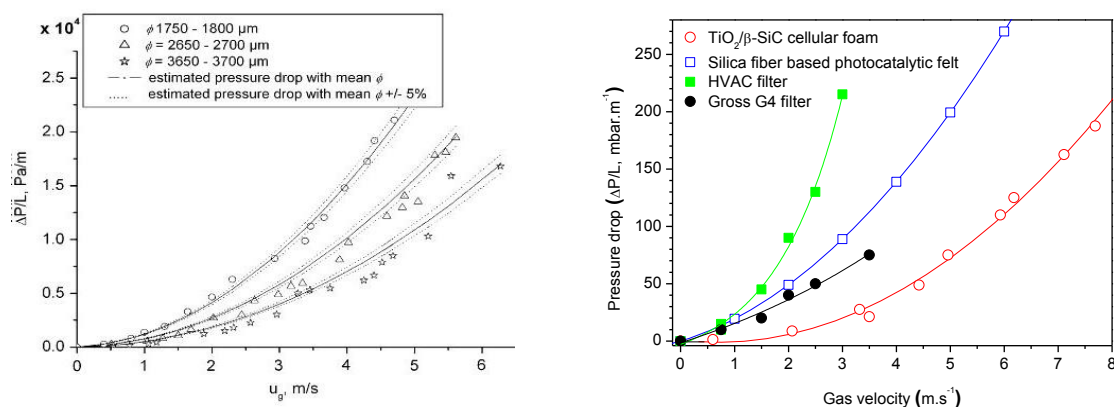 x 10⁴
ϕ 1750 - 1800 µm
ϕ = 2650 - 2700 µm
ϕ = 3650 - 3700 µm
estimated pressure drop with mean ϕ
estimated pressure drop with mean ϕ +/- 5%
2.5
2.0
1.5
1.0
0.5
0.0
0 1 2 3 4 5 6
ΔP/L, Pa/m
u_g, m/s
TiO₂/β-SiC cellular foam
Silica fiber based photocatalytic felt
HVAC filter
Gross G4 filter
250
200
150
100
50
0
0 1 2 3 4 5 6 7 8
Pressure drop (ΔP/L, mbar.m⁻¹)
Gas velocity (m.s⁻¹)